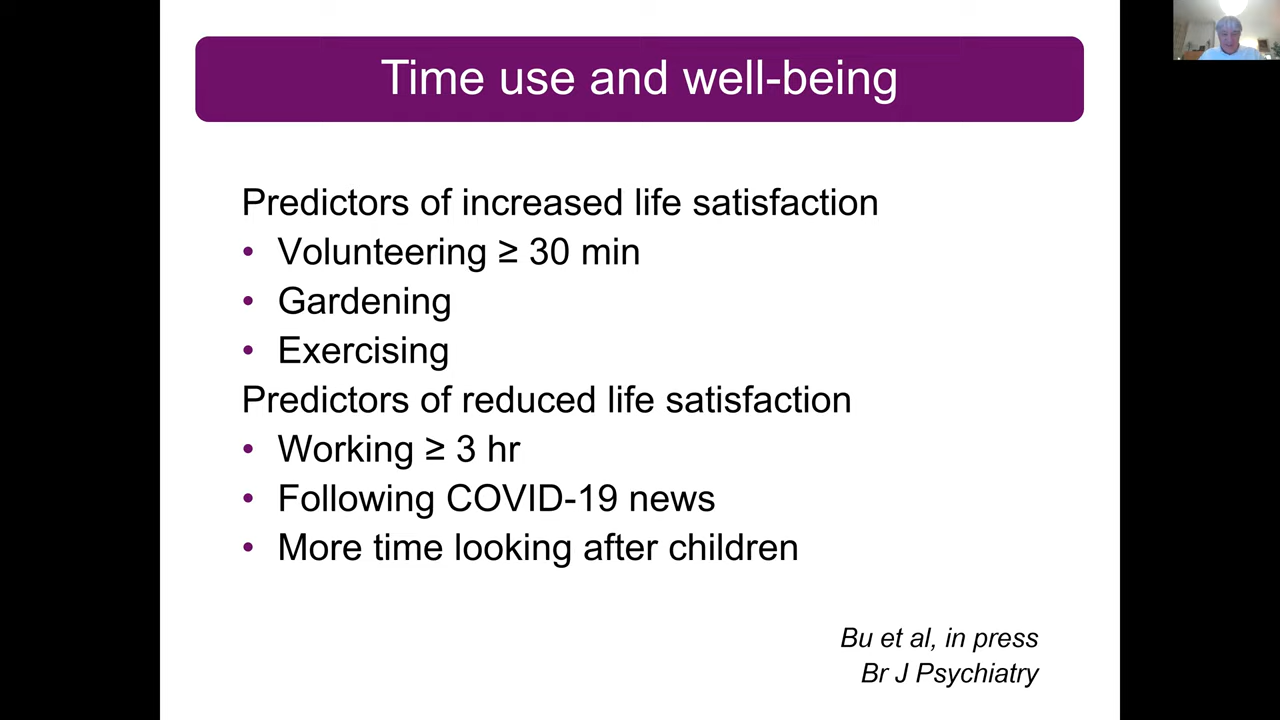 Time use and well-being
Predictors of increased life satisfaction
• Volunteering ≥ 30 min
• Gardening
• Exercising
Predictors of reduced life satisfaction
• Working ≥ 3 hr
• Following COVID-19 news
• More time looking after children
Bu et al, in press
Br J Psychiatry